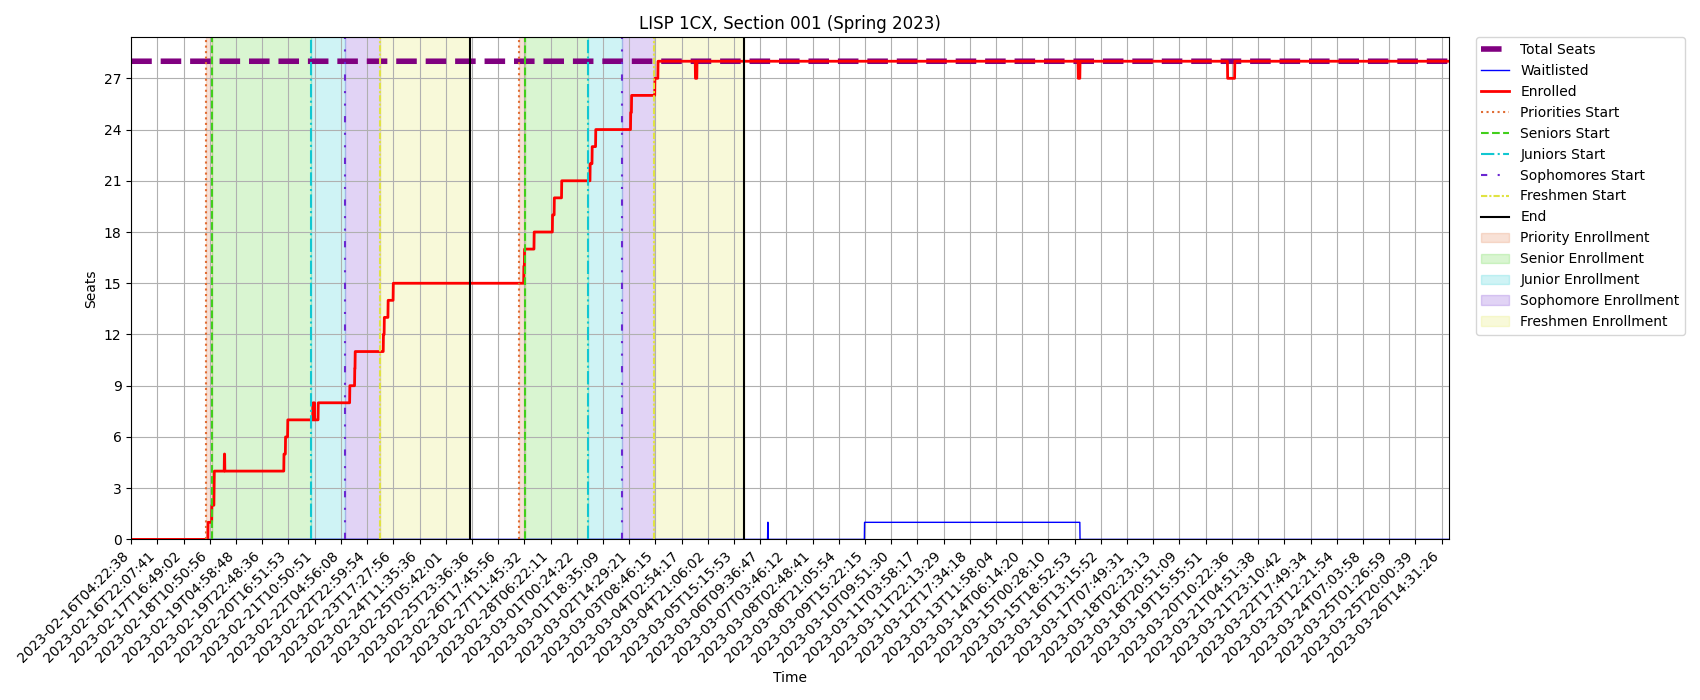 LISP 1CX, Section 001 (Spring 2023)
Total Seats
Waitlisted
Enrolled
Priorities Start
Seniors Start
Juniors Start
Sophomores Start
Freshmen Start
End
Priority Enrollment
Senior Enrollment
Junior Enrollment
Sophomore Enrollment
Freshmen Enrollment
Seats
27
24
21
18
15
12
9
6
3
0
2023-02-16T04:22:38
2023-02-16T22:07:41
2023-02-17T16:49:02
2023-02-18T10:50:56
2023-02-19T04:58:48
2023-02-19T22:48:36
2023-02-20T16:51:53
2023-02-21T10:50:51
2023-02-22T04:56:08
2023-02-22T22:59:54
2023-02-23T17:27:56
2023-02-24T11:35:36
2023-02-25T05:42:01
2023-02-25T23:36:36
2023-02-26T17:45:56
2023-02-27T11:45:32
2023-02-28T06:22:11
2023-03-01T00:24:22
2023-03-01T18:35:09
2023-03-02T14:29:21
2023-03-03T08:46:15
2023-03-04T02:54:17
2023-03-04T21:06:02
2023-03-05T15:15:53
2023-03-06T09:36:47
2023-03-07T03:46:12
2023-03-08T02:48:41
2023-03-08T21:05:54
2023-03-09T15:22:15
2023-03-10T09:51:30
2023-03-11T03:58:17
2023-03-11T22:13:29
2023-03-12T17:34:18
2023-03-13T11:58:04
2023-03-14T06:14:20
2023-03-15T00:28:10
2023-03-15T18:52:53
2023-03-16T13:15:52
2023-03-17T07:49:31
2023-03-18T02:23:13
2023-03-18T20:51:09
2023-03-19T15:55:51
2023-03-20T10:22:36
2023-03-21T04:51:38
2023-03-21T23:10:42
2023-03-22T17:49:34
2023-03-23T12:21:54
2023-03-24T07:03:58
2023-03-25T01:26:59
2023-03-25T20:00:39
2023-03-26T14:31:26
Time